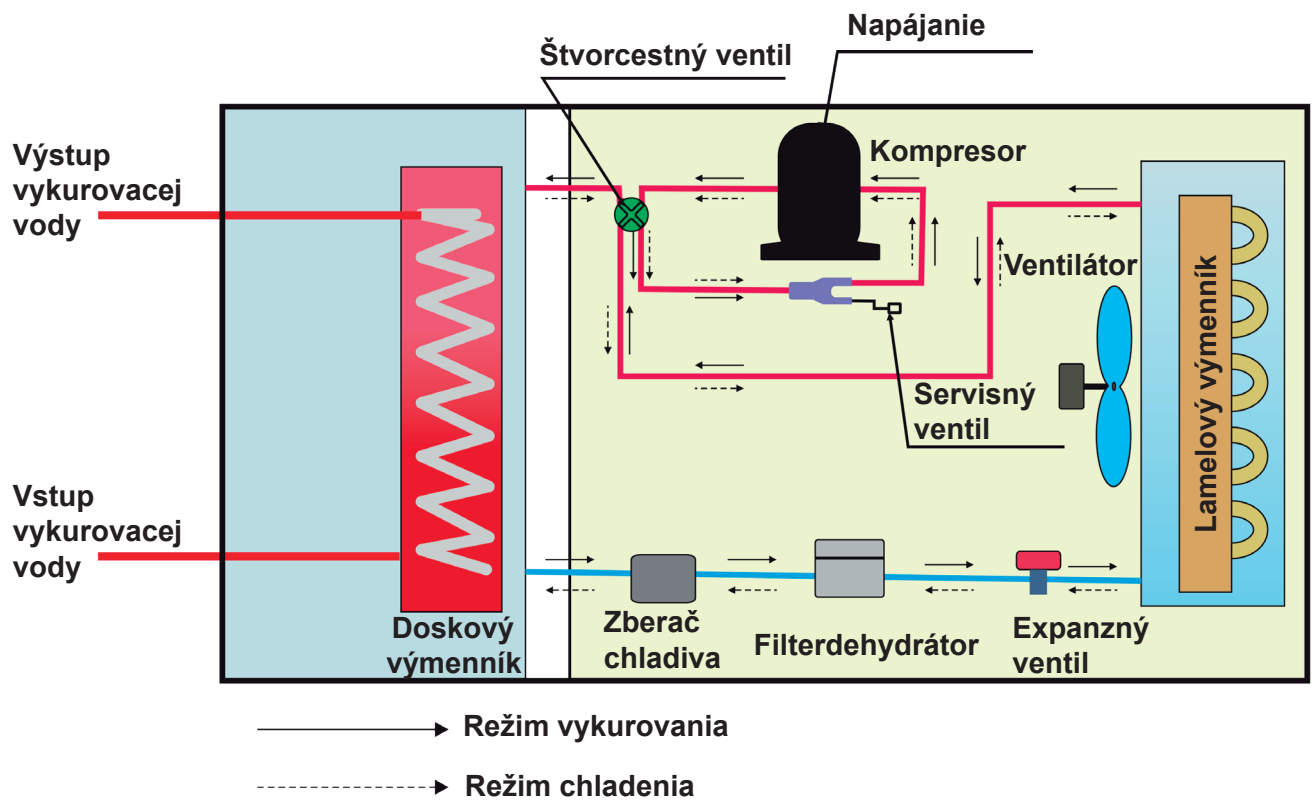 Napájanie
Štvorcestný ventil
Kompresor
Výstup
vykurovacej
vody
Ventilátor
Lamelový výmenník
Servisný
ventil
Vstup
vykurovacej
vody
Doskový
výmenník
Zberač
chladiva
Filterdehydrátor
Expanzný
ventil
Režim vykurovania
Režim chladenia